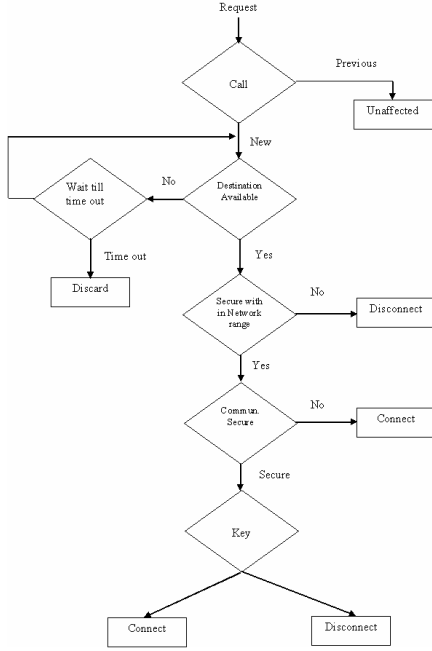 Request
Call
Previous
Unaffected
New
Wait till
time out
No
Destination
Available
Time out
Discard
Yes
Secure with
in Network
range
No
Disconnect
Yes
Commun.
Secure
No
Connect
Secure
Key
Connect
Disconnect